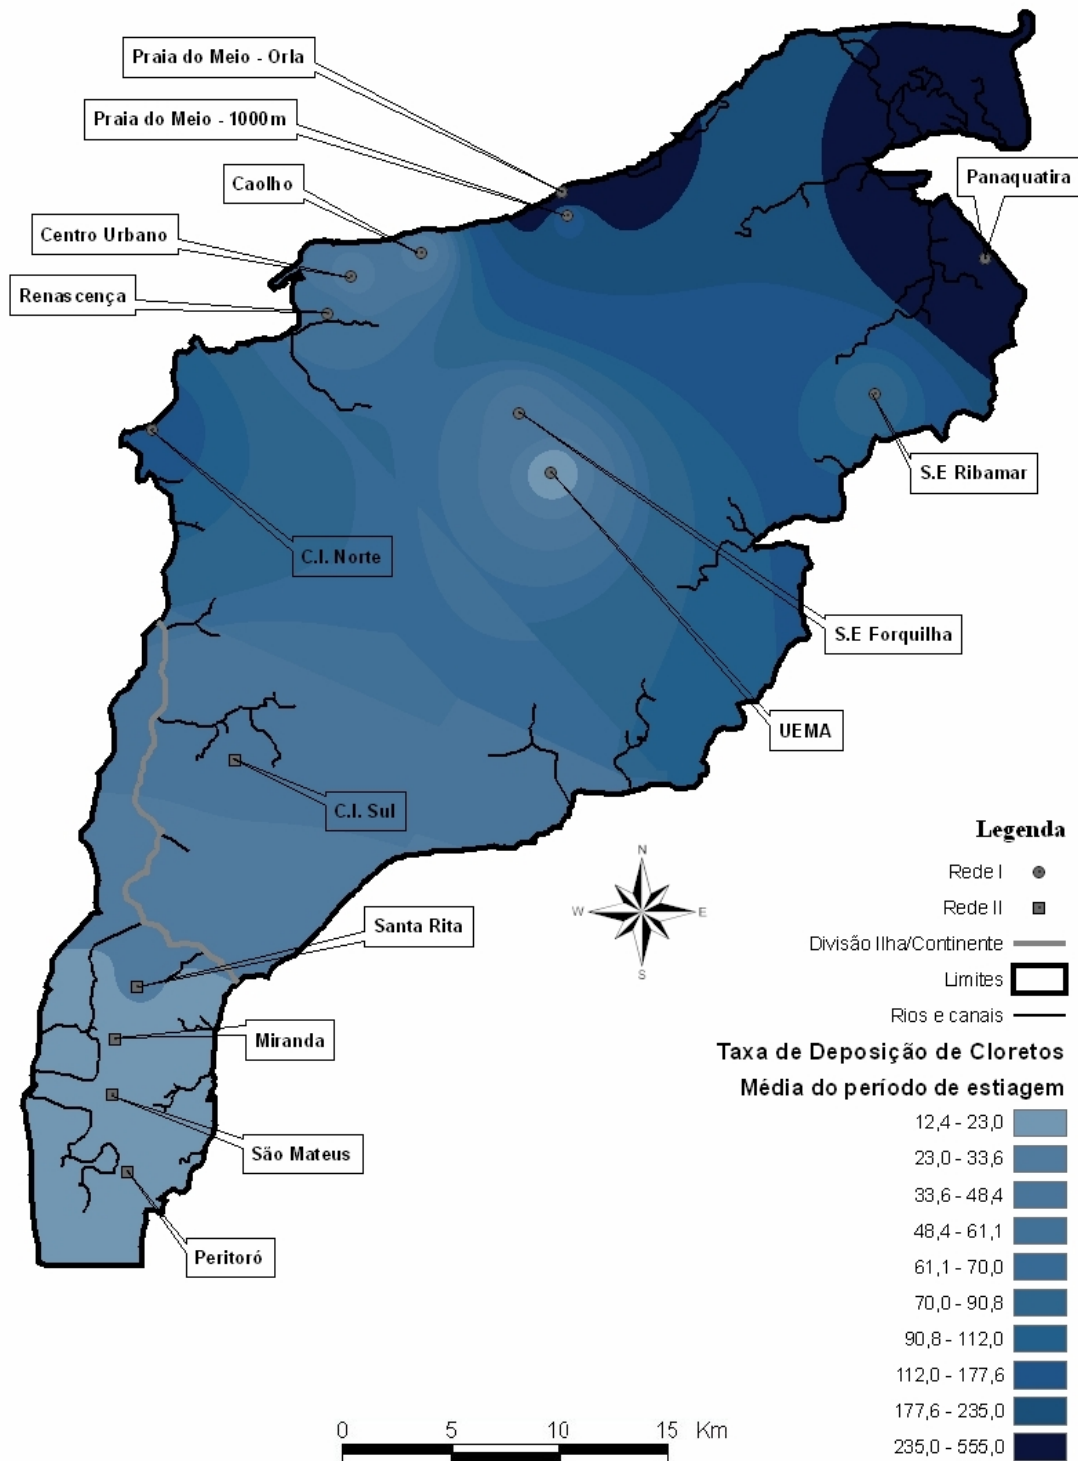 Praia do Meio - Orla
Praia do Meio - 1000m
Caolho
Panaquatira
Centro Urbano
Renascença
S.E Ribamar
C.I. Norte
S.E Forquilha
UEMA
C.I. Sul
Santa Rita
Miranda
São Mateus
Peritoró
N
W
E
S
Legenda
Rede I
Rede II
Divisão Ilha/Continente
Limites
Rios e canais
Taxa de Deposição de Cloretos
Média do período de estiagem
12,4 - 23,0
23,0 - 33,6
33,6 - 48,4
48,4 - 61,1
61,1 - 70,0
70,0 - 90,8
90,8 - 112,0
112,0 - 177,6
177,6 - 235,0
235,0 - 555,0
0 5 10 15 Km